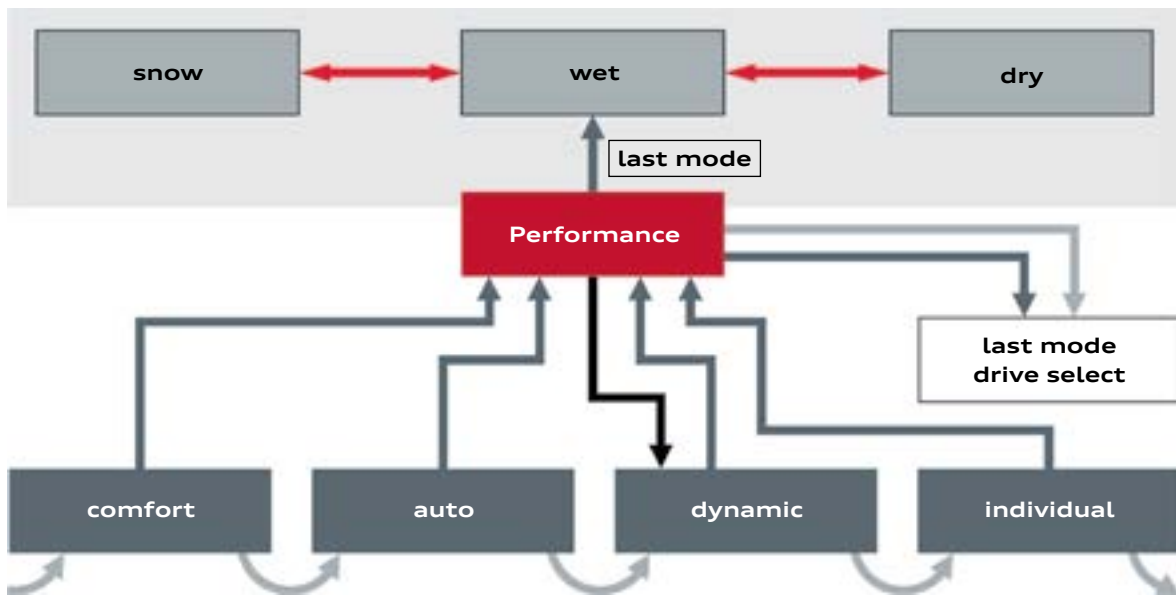 snow
wet
dry
last mode
Performance
last mode
drive select
comfort
auto
dynamic
individual